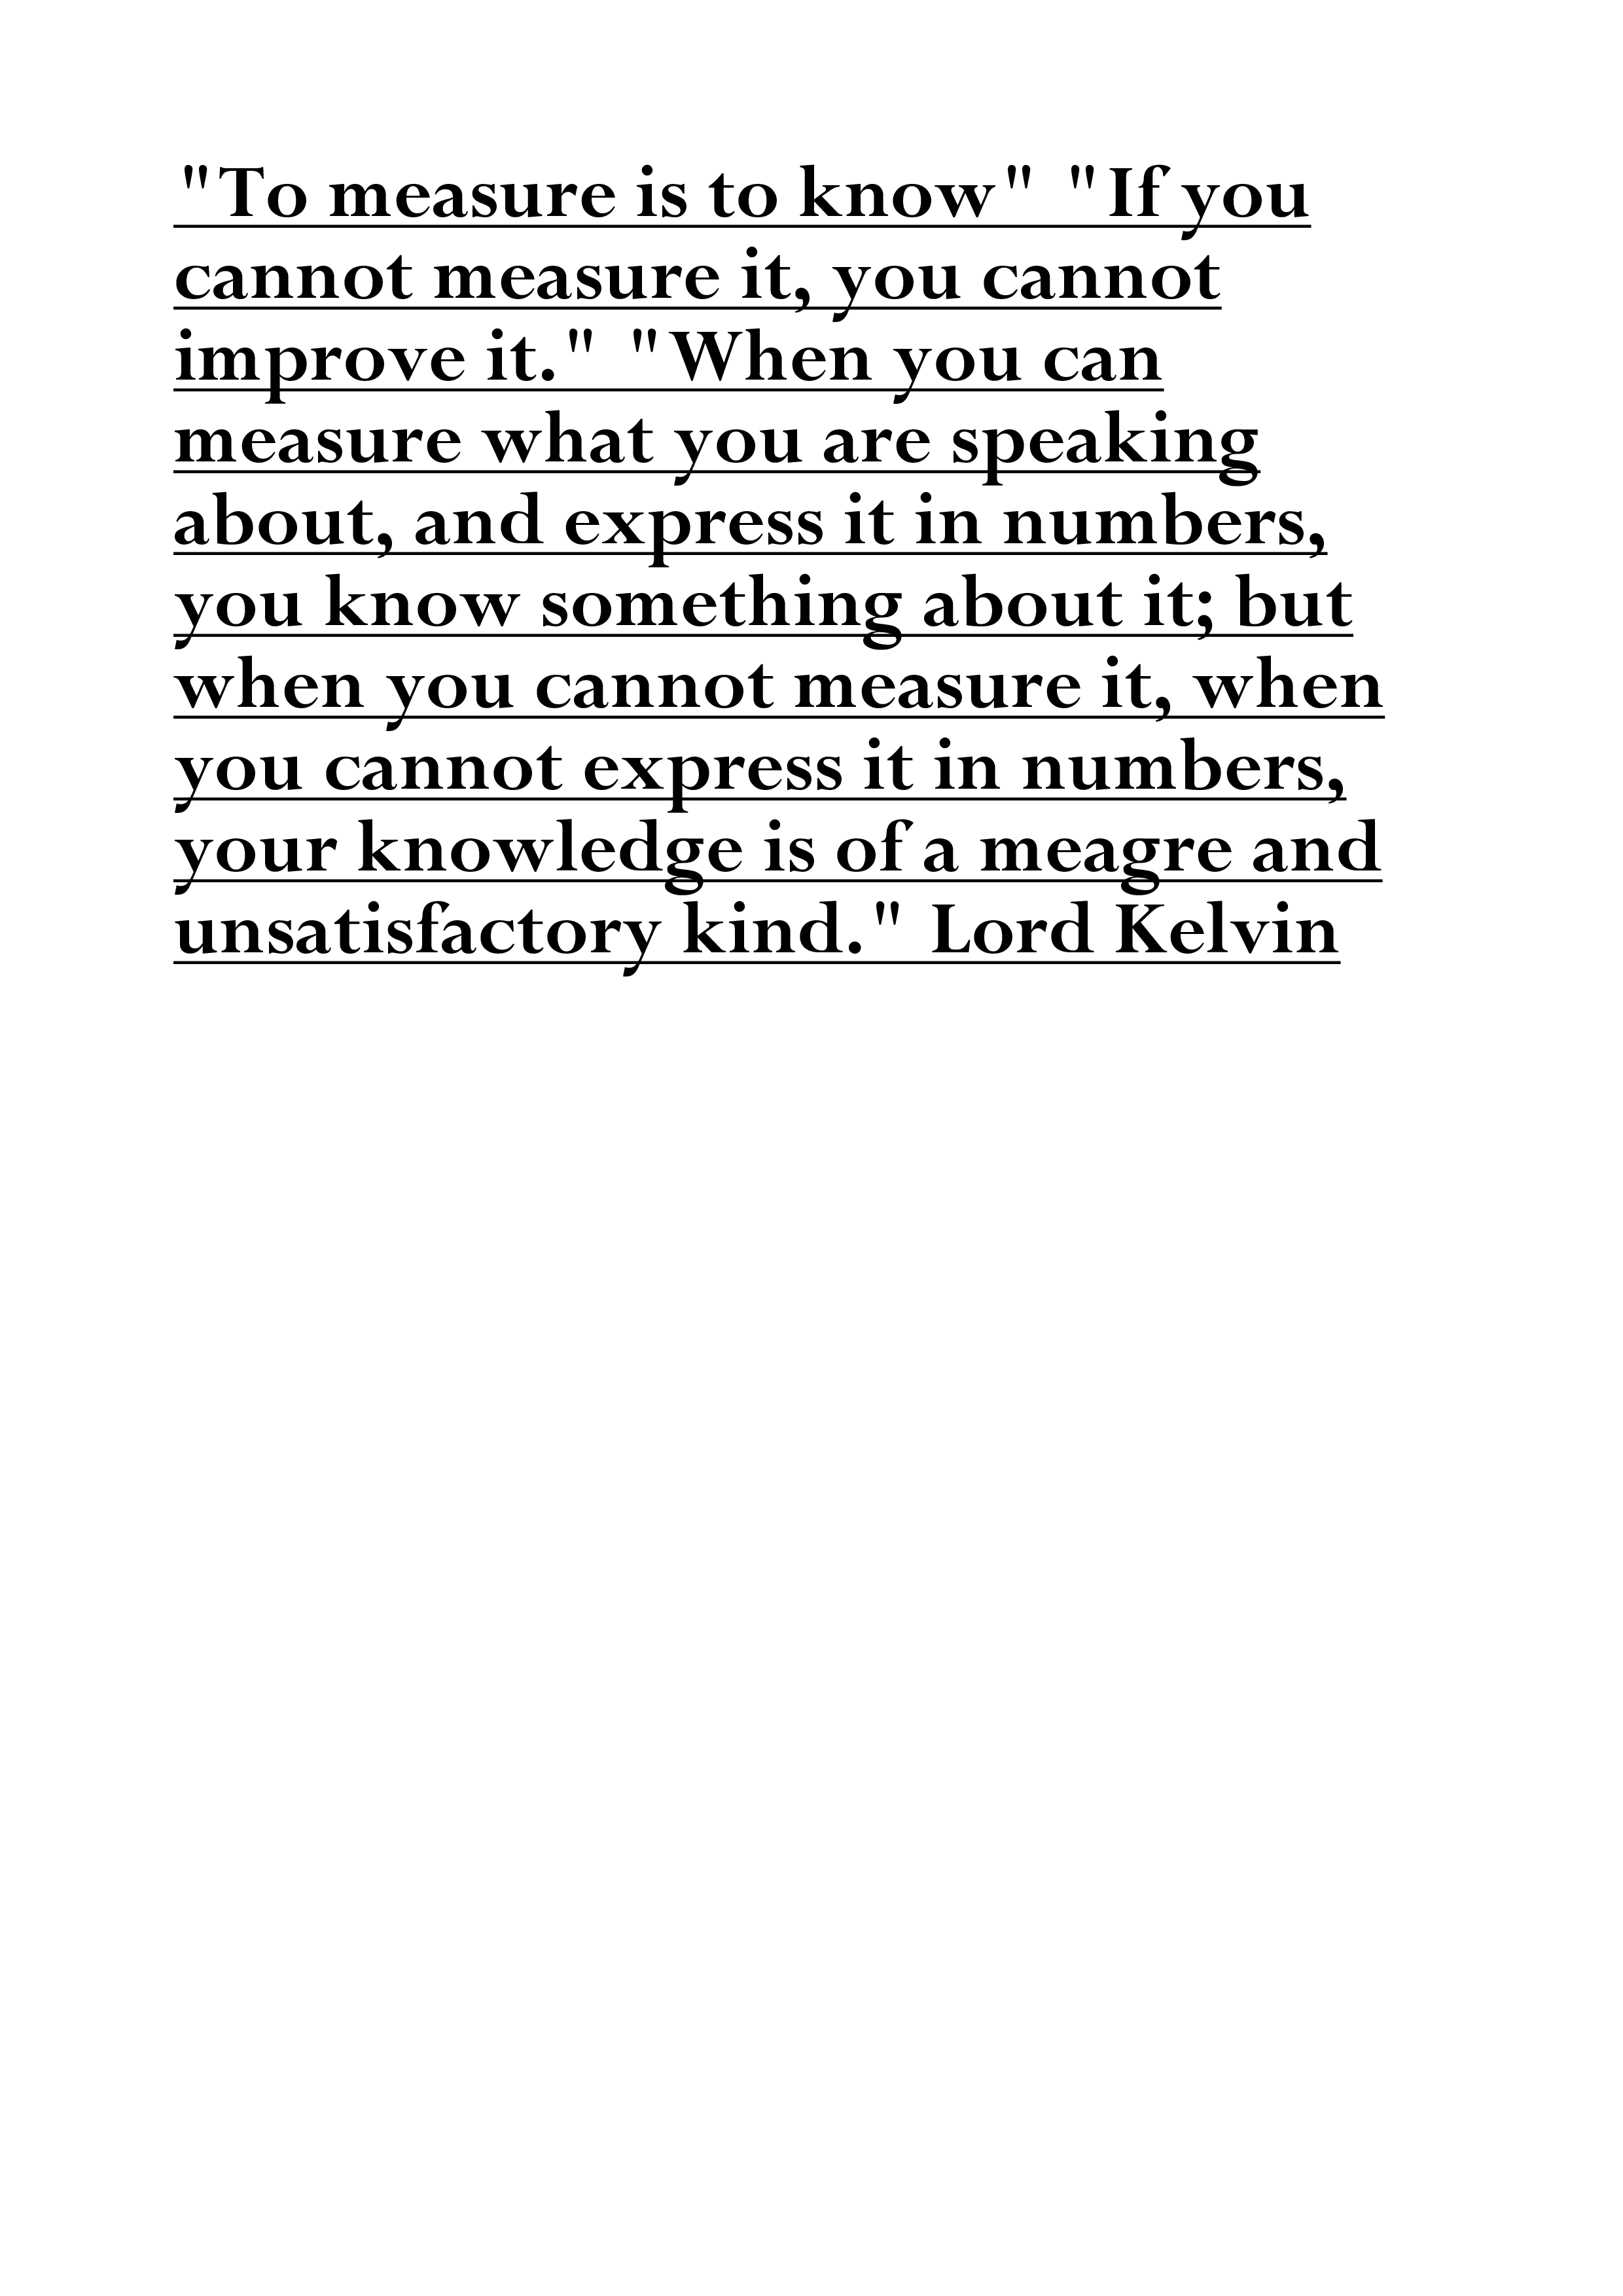 "To measure is to know" "If you
cannot measure it, you cannot
improve it." "When you can
measure what you are speaking
about, and express it in numbers,
you know something about it; but
when you cannot measure it, when
you cannot express it in numbers,
your knowledge is of a meagre and
unsatisfactory kind." Lord Kelvin